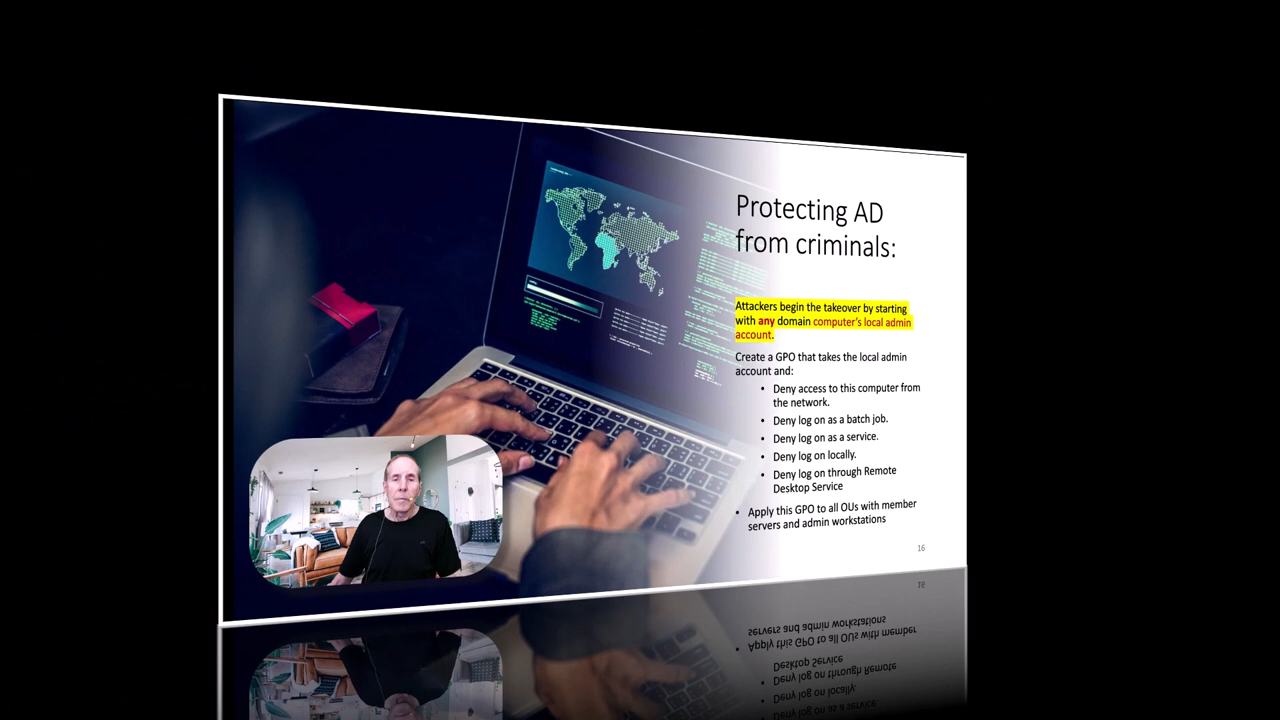 Protecting AD
from criminals:
Attackers begin the takeover by starting
with any domain computer's local admin
account.
Create a GPO that takes the local admin
account and:
• Deny access to this computer from
the network.
• Deny log on as a batch job.
• Deny log on as a service.
• Deny log on locally.
• Deny log on through Remote
Desktop Service
• Apply this GPO to all OUs with member
servers and admin workstations
16